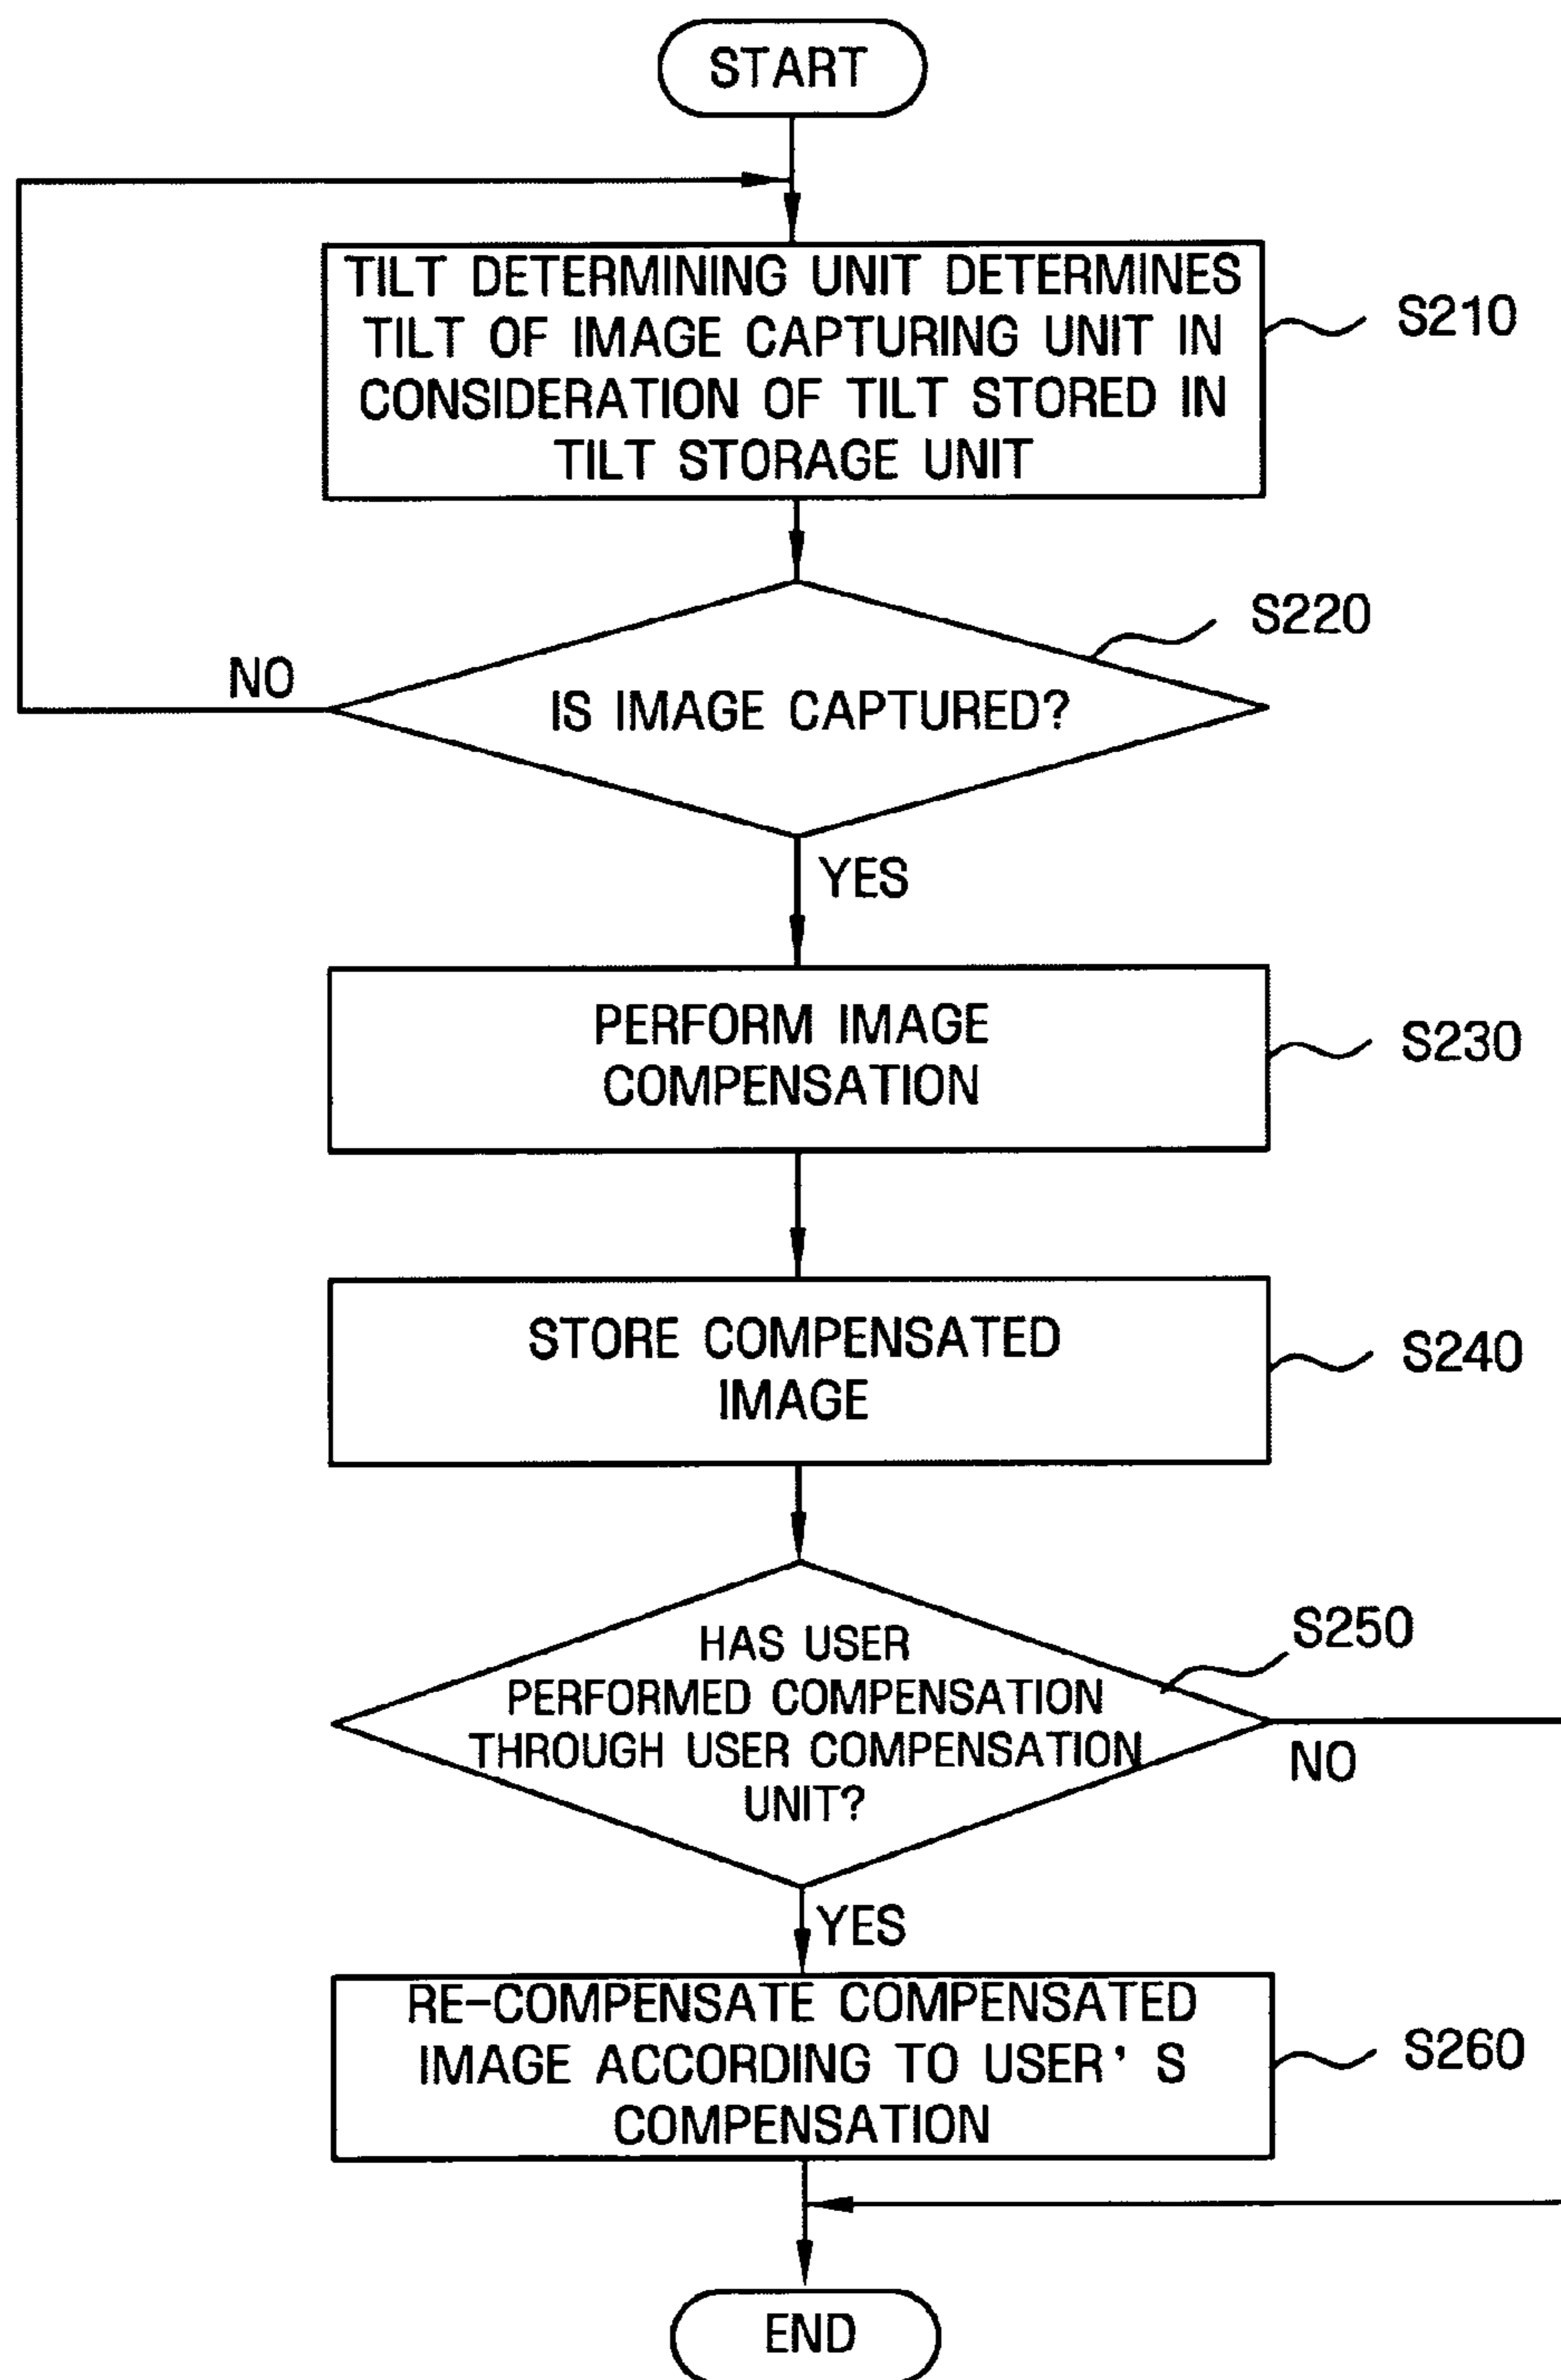 START
TILT DETERMINING UNIT DETERMINES
TILT OF IMAGE CAPTURING UNIT IN
CONSIDERATION OF TILT STORED IN
TILT STORAGE UNIT
S210
S220
NO
IS IMAGE CAPTURED?
YES
PERFORM IMAGE
COMPENSATION
S230
STORE COMPENSATED
IMAGE
S240
S250
HAS USER
PERFORMED COMPENSATION
THROUGH USER COMPENSATION
UNIT?
NO
YES
RE-COMPENSATE COMPENSATED
IMAGE ACCORDING TO USER' S
COMPENSATION
S260
END